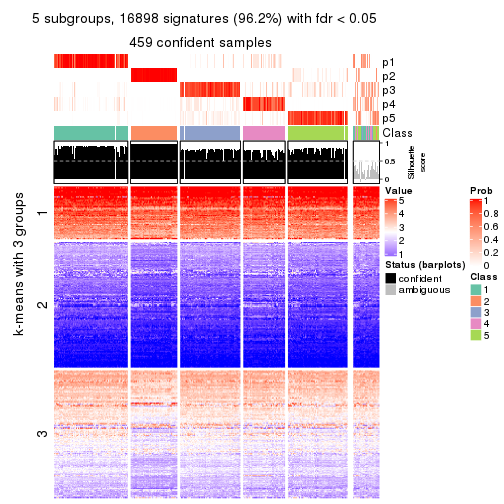 5 subgroups, 16898 signatures (96.2%) with fdr < 0.05
459 confident samples
p1
p2
p3
p4
p5
Class
1
0.5
0
Silhouette
score
k-means with 3 groups
1
2
3
Value
5
4
3
2
1
Status (barplots)
confident
ambiguous
Prob
1
0.8
0.6
0.4
0.2
0
Class
1
2
3
4
5